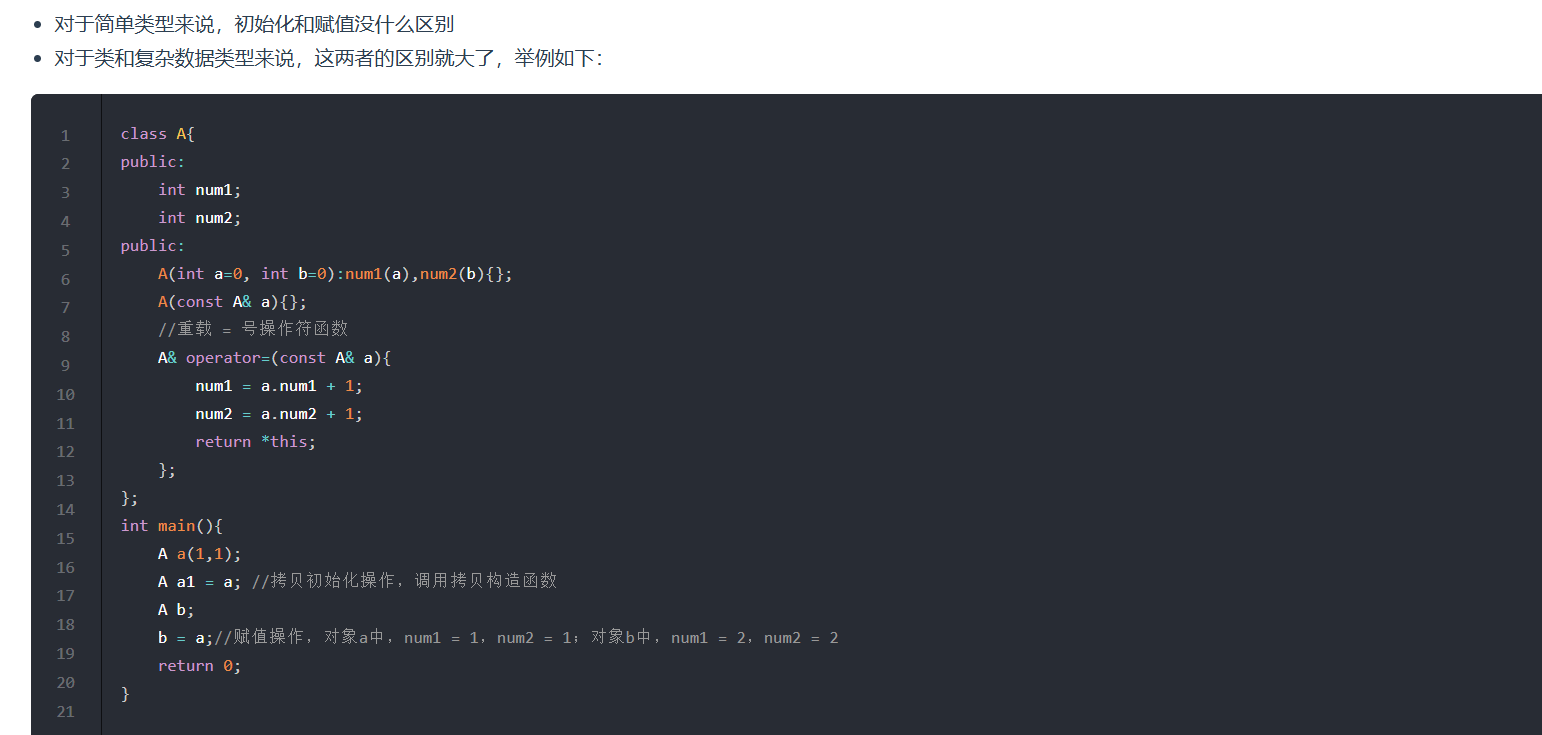 • 对于简单类型来说，初始化和赋值没什么区别
• 对于类和复杂数据类型来说，这两者的区别就大了，举例如下：
1 class A{
2 public:
3     int num1;
4     int num2;
5 public:
6     A(int a=0, int b=0):num1(a),num2(b){};
7     A(const A& a){};
8     //重载 = 号操作符函数
9     A& operator=(const A& a){
10         num1 = a.num1 + 1;
11         num2 = a.num2 + 1;
12         return *this;
13     };
14 };
15 int main(){
16     A a(1,1);
17     A a1 = a; //拷贝初始化操作，调用拷贝构造函数
18     A b;
19     b = a;//赋值操作，对象a中，num1 = 1，num2 = 1；对象b中，num1 = 2，num2 = 2
20     return 0;
21 }